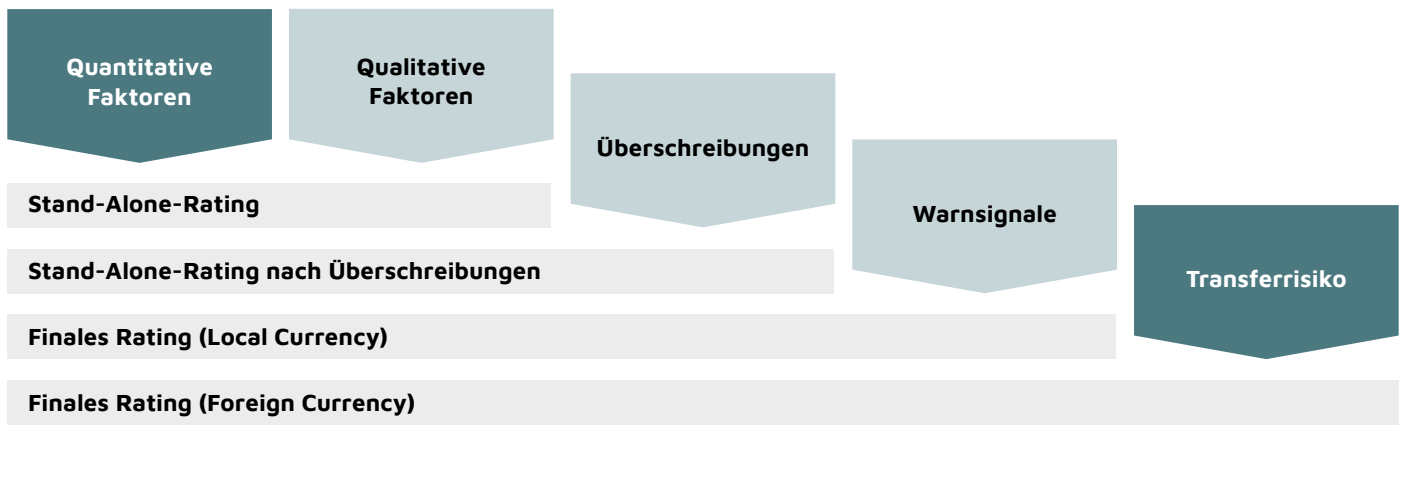 Quantitative
Faktoren
Qualitative
Faktoren
Überschreibungen
Warnsignale
Transferrisiko
Stand-Alone-Rating
Stand-Alone-Rating nach Überschreibungen
Finales Rating (Local Currency)
Finales Rating (Foreign Currency)